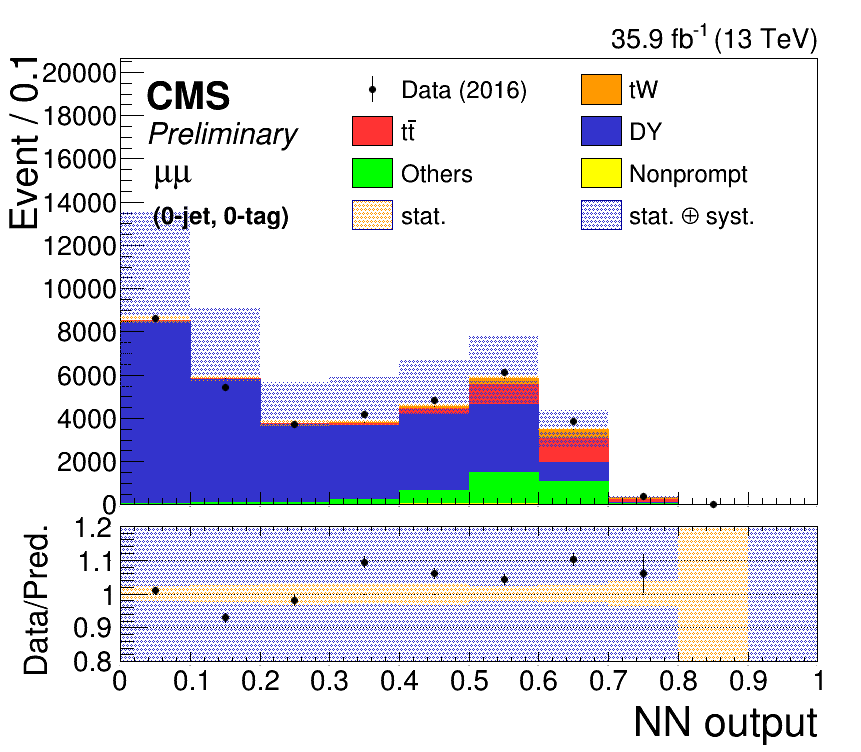 35.9 fb-1 (13 TeV)
Event / 0.1
20000
18000
16000
14000
12000
10000
8000
6000
4000
2000
0
CMS
Preliminary
μμ
(0-jet, 0-tag)
Data (2016)
tW
tt̄
DY
Others
Nonprompt
stat.
stat. ⊕ syst.
Data/Pred.
1.2
1.1
1
0.9
0.8
0 0.1 0.2 0.3 0.4 0.5 0.6 0.7 0.8 0.9 1
NN output